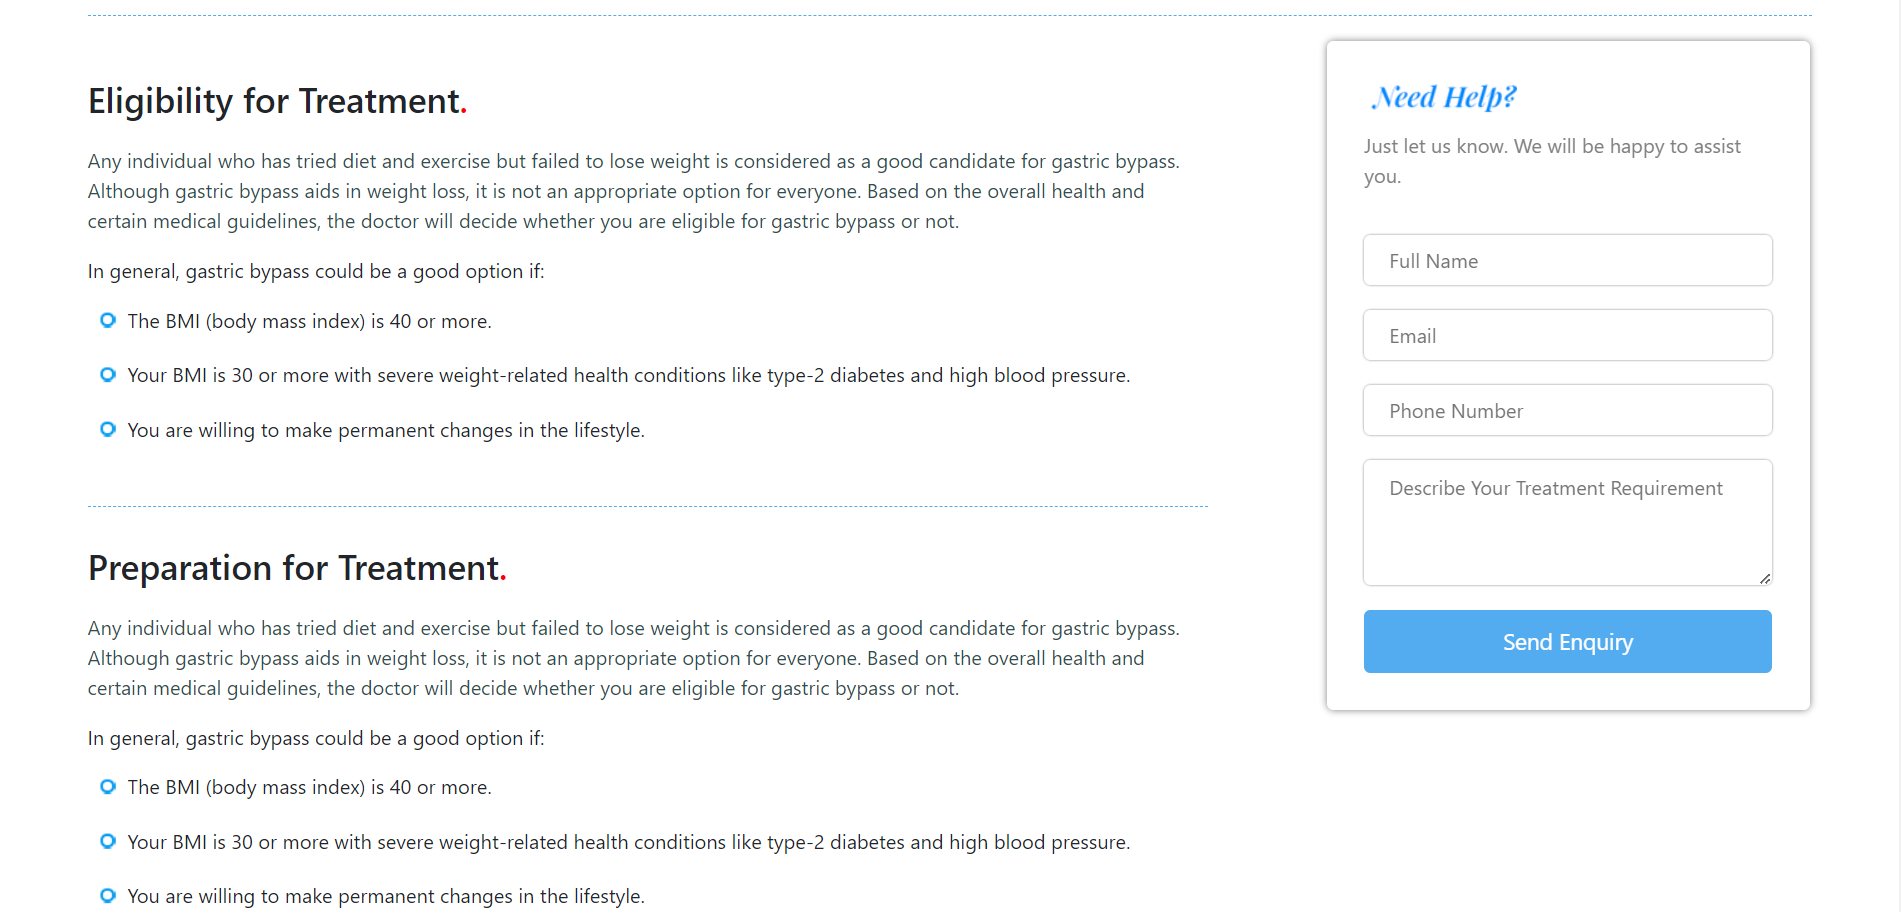 Eligibility for Treatment.
Any individual who has tried diet and exercise but failed to lose weight is considered as a good candidate for gastric bypass.
Although gastric bypass aids in weight loss, it is not an appropriate option for everyone. Based on the overall health and
certain medical guidelines, the doctor will decide whether you are eligible for gastric bypass or not.
In general, gastric bypass could be a good option if:
The BMI (body mass index) is 40 or more.
Your BMI is 30 or more with severe weight-related health conditions like type-2 diabetes and high blood pressure.
You are willing to make permanent changes in the lifestyle.
Preparation for Treatment.
Any individual who has tried diet and exercise but failed to lose weight is considered as a good candidate for gastric bypass.
Although gastric bypass aids in weight loss, it is not an appropriate option for everyone. Based on the overall health and
certain medical guidelines, the doctor will decide whether you are eligible for gastric bypass or not.
In general, gastric bypass could be a good option if:
The BMI (body mass index) is 40 or more.
Your BMI is 30 or more with severe weight-related health conditions like type-2 diabetes and high blood pressure.
You are willing to make permanent changes in the lifestyle.
Need Help?
Just let us know. We will be happy to assist
you.
Full Name
Email
Phone Number
Describe Your Treatment Requirement
Send Enquiry